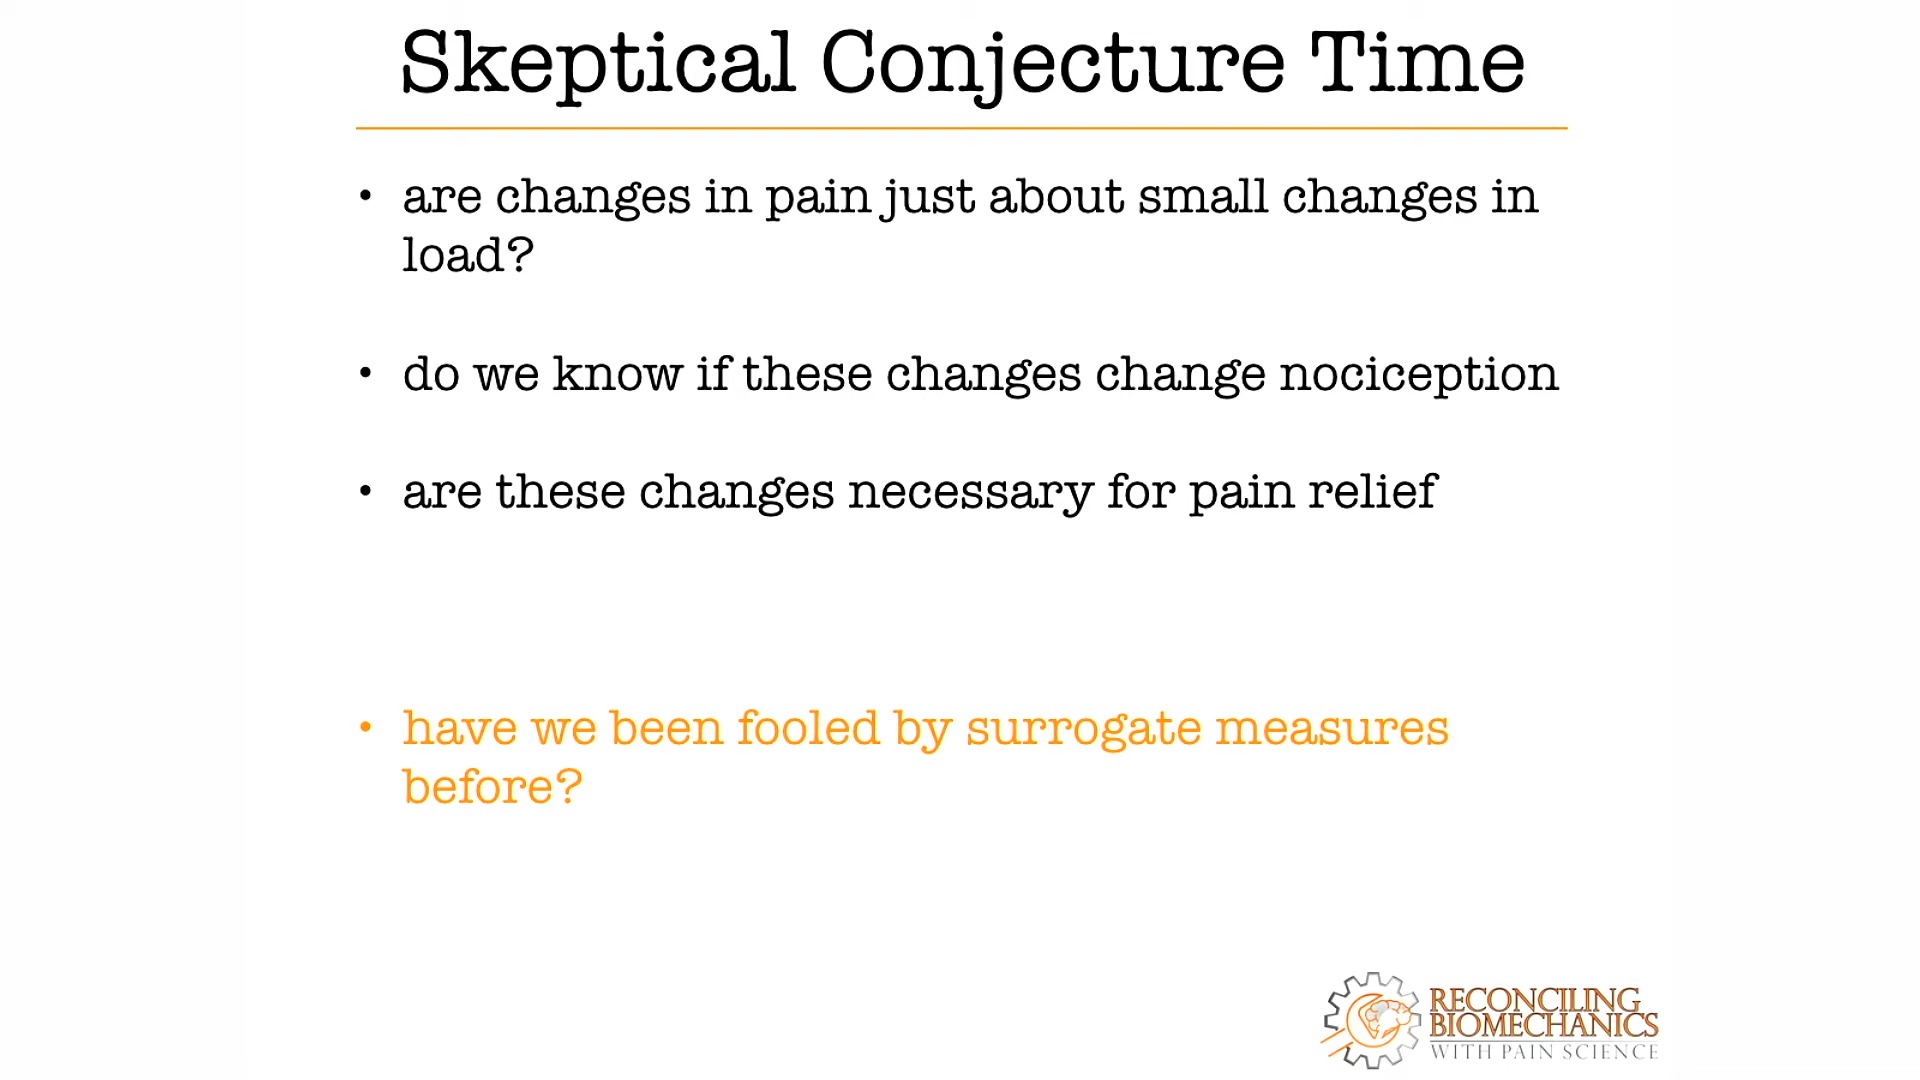 Skeptical Conjecture Time
• are changes in pain just about small changes in
load?
• do we know if these changes change nociception
• are these changes necessary for pain relief
• have we been fooled by surrogate measures
before?
RECONCILING
BIOMECHANICS
WITH PAIN SCIENCE